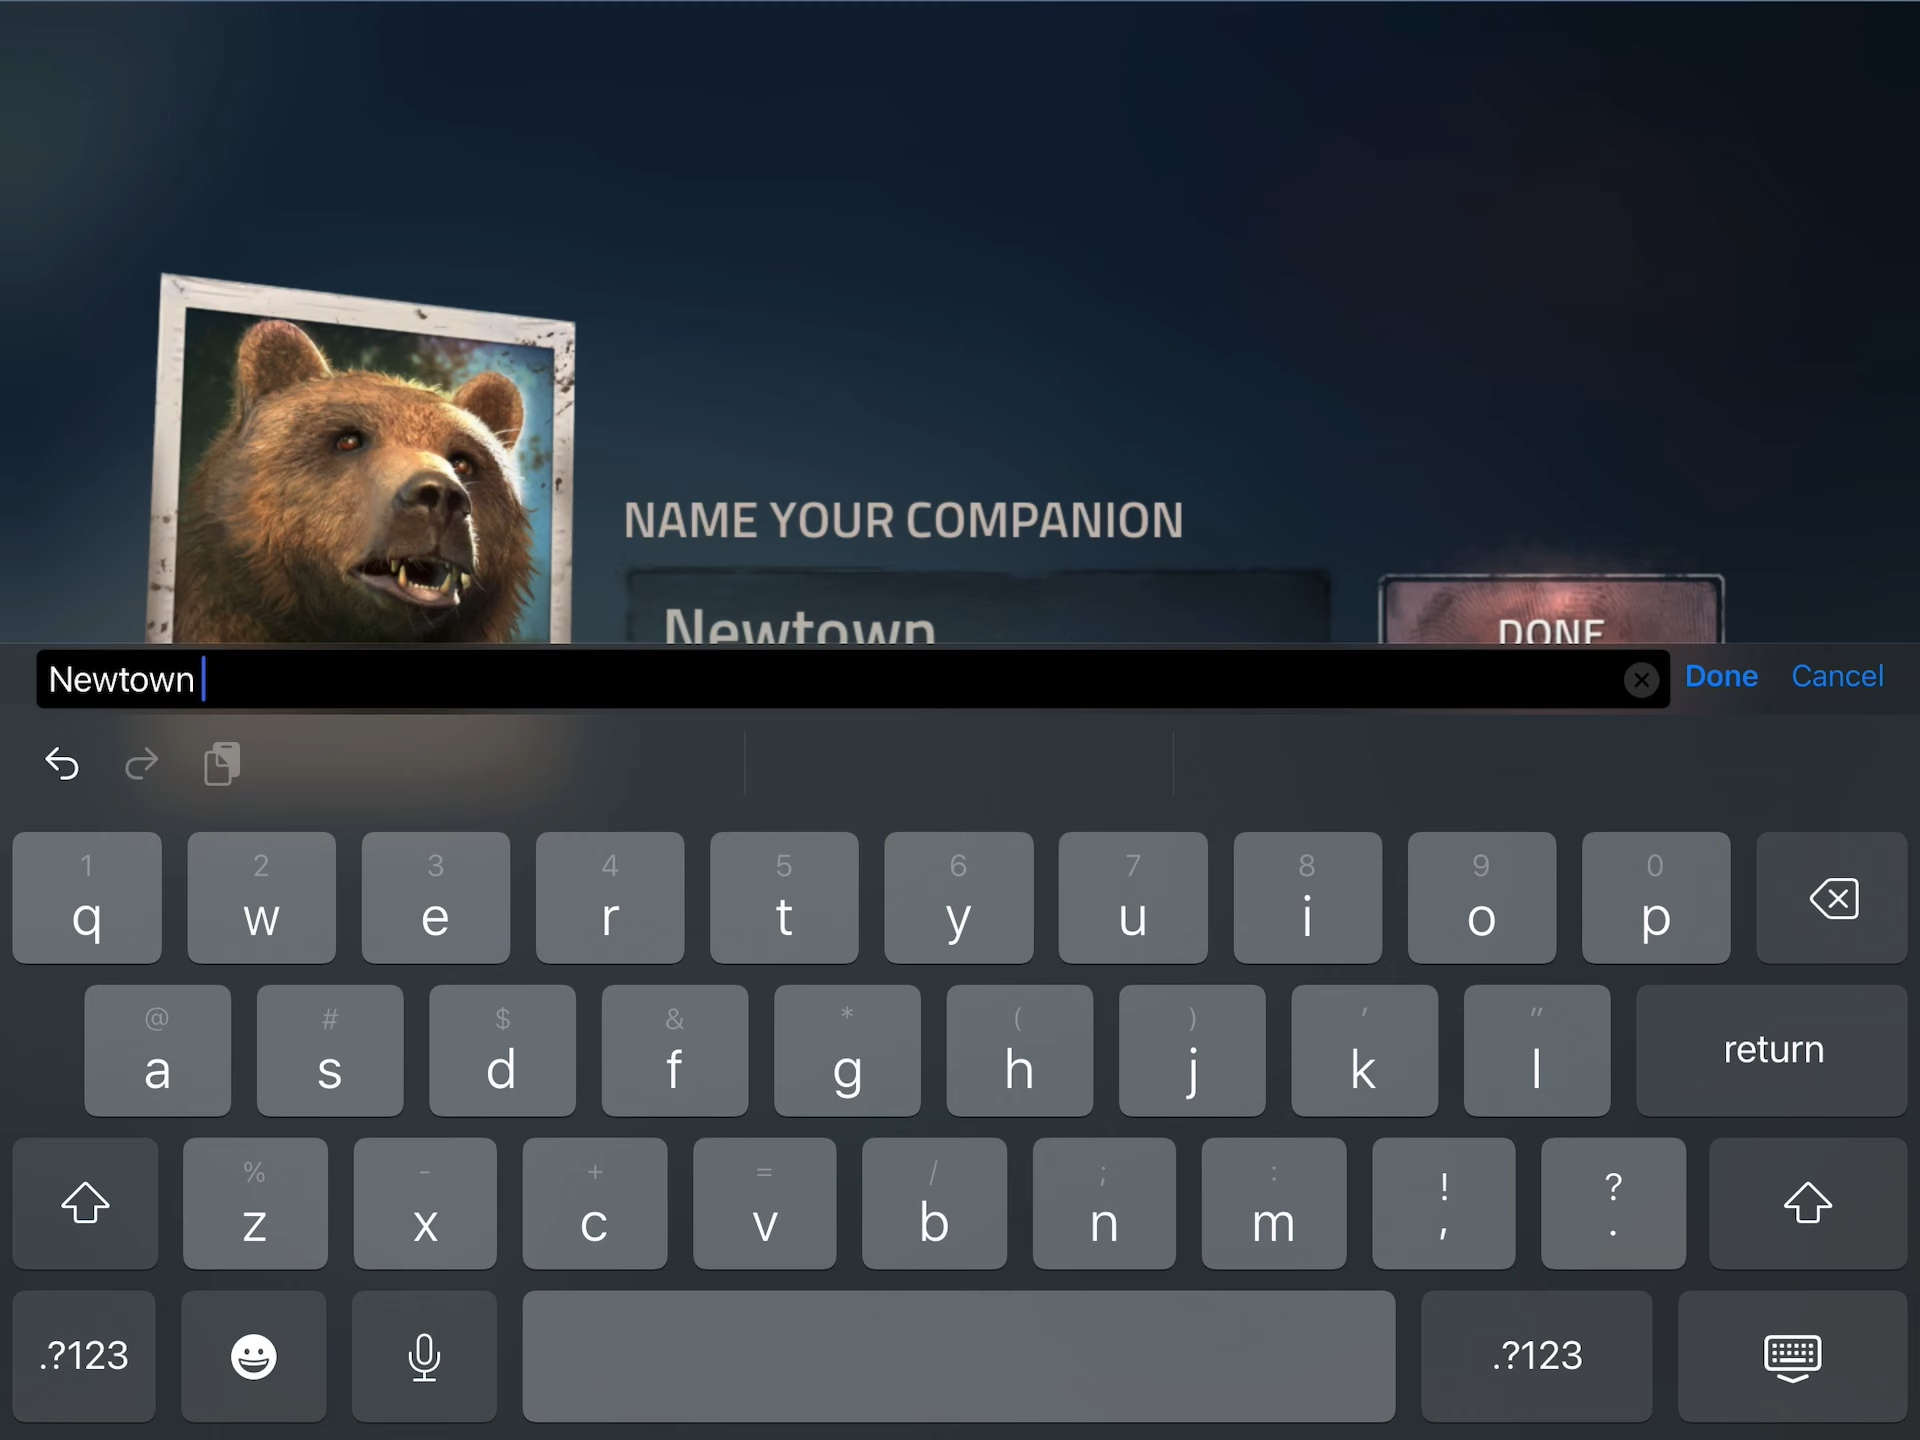 NAME YOUR COMPANION
Newtown
DONE
Newtown
Done Cancel
1 2 3 4 5 6 7 8 9 0
q w e r t y u i o p
@ # $ & * ( ) ' "
a s d f g h j k l return
% - + = / ; : ! ?
z x c v b n m , .
.?123 .?123